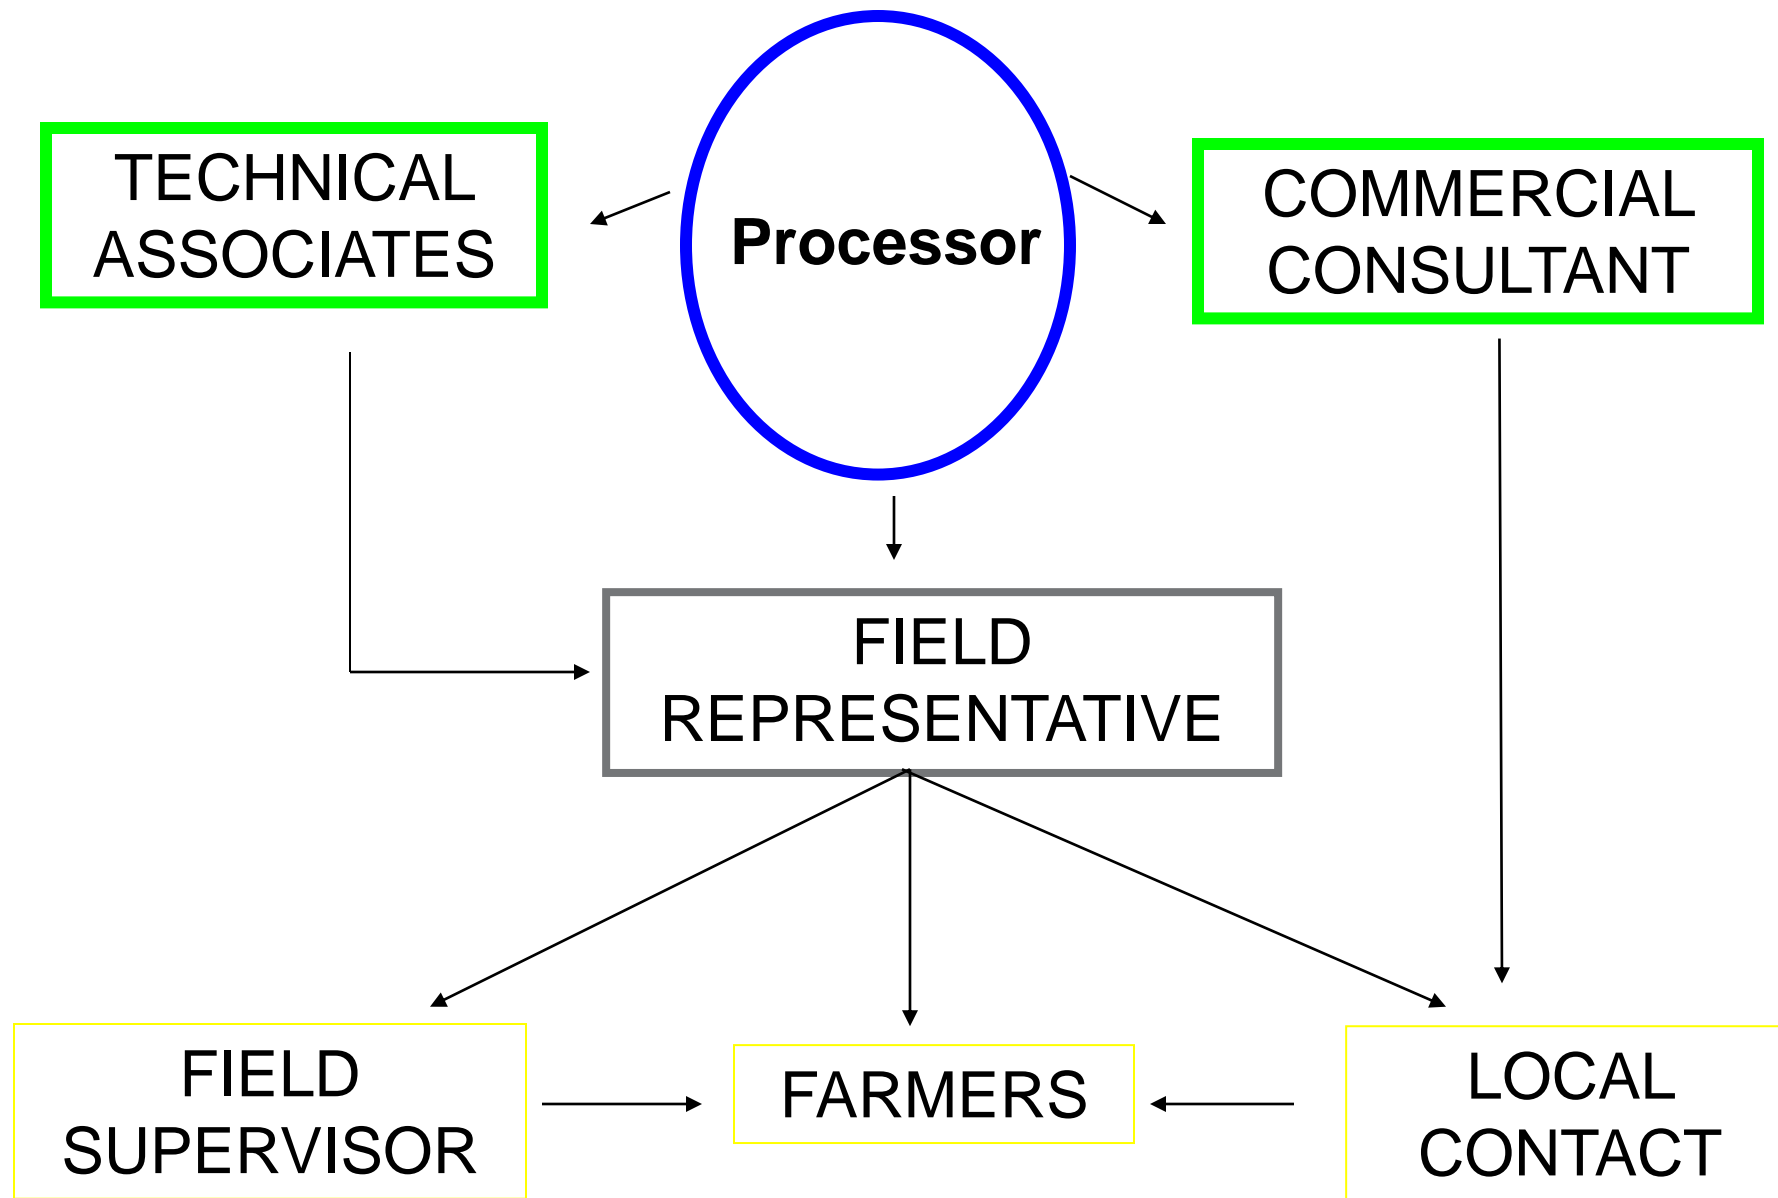 TECHNICAL
ASSOCIATES
Processor
COMMERCIAL
CONSULTANT
FIELD
REPRESENTATIVE
FIELD
SUPERVISOR
FARMERS
LOCAL
CONTACT